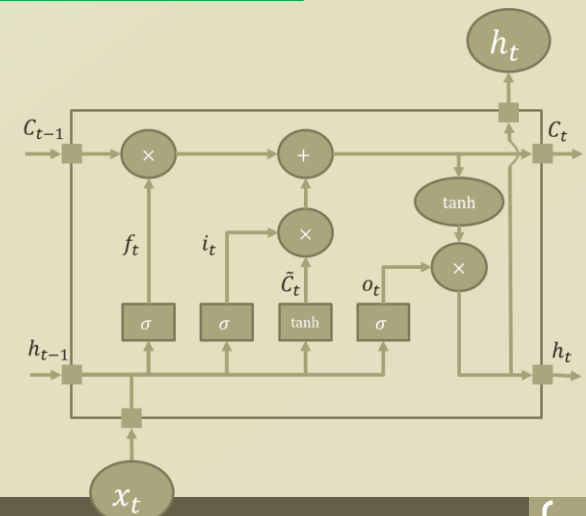 h_t
C_{t-1}
C_t
×
+
tanh
f_t
i_t
×
C̃_t
o_t
×
σ
σ
tanh
σ
h_{t-1}
h_t
x_t